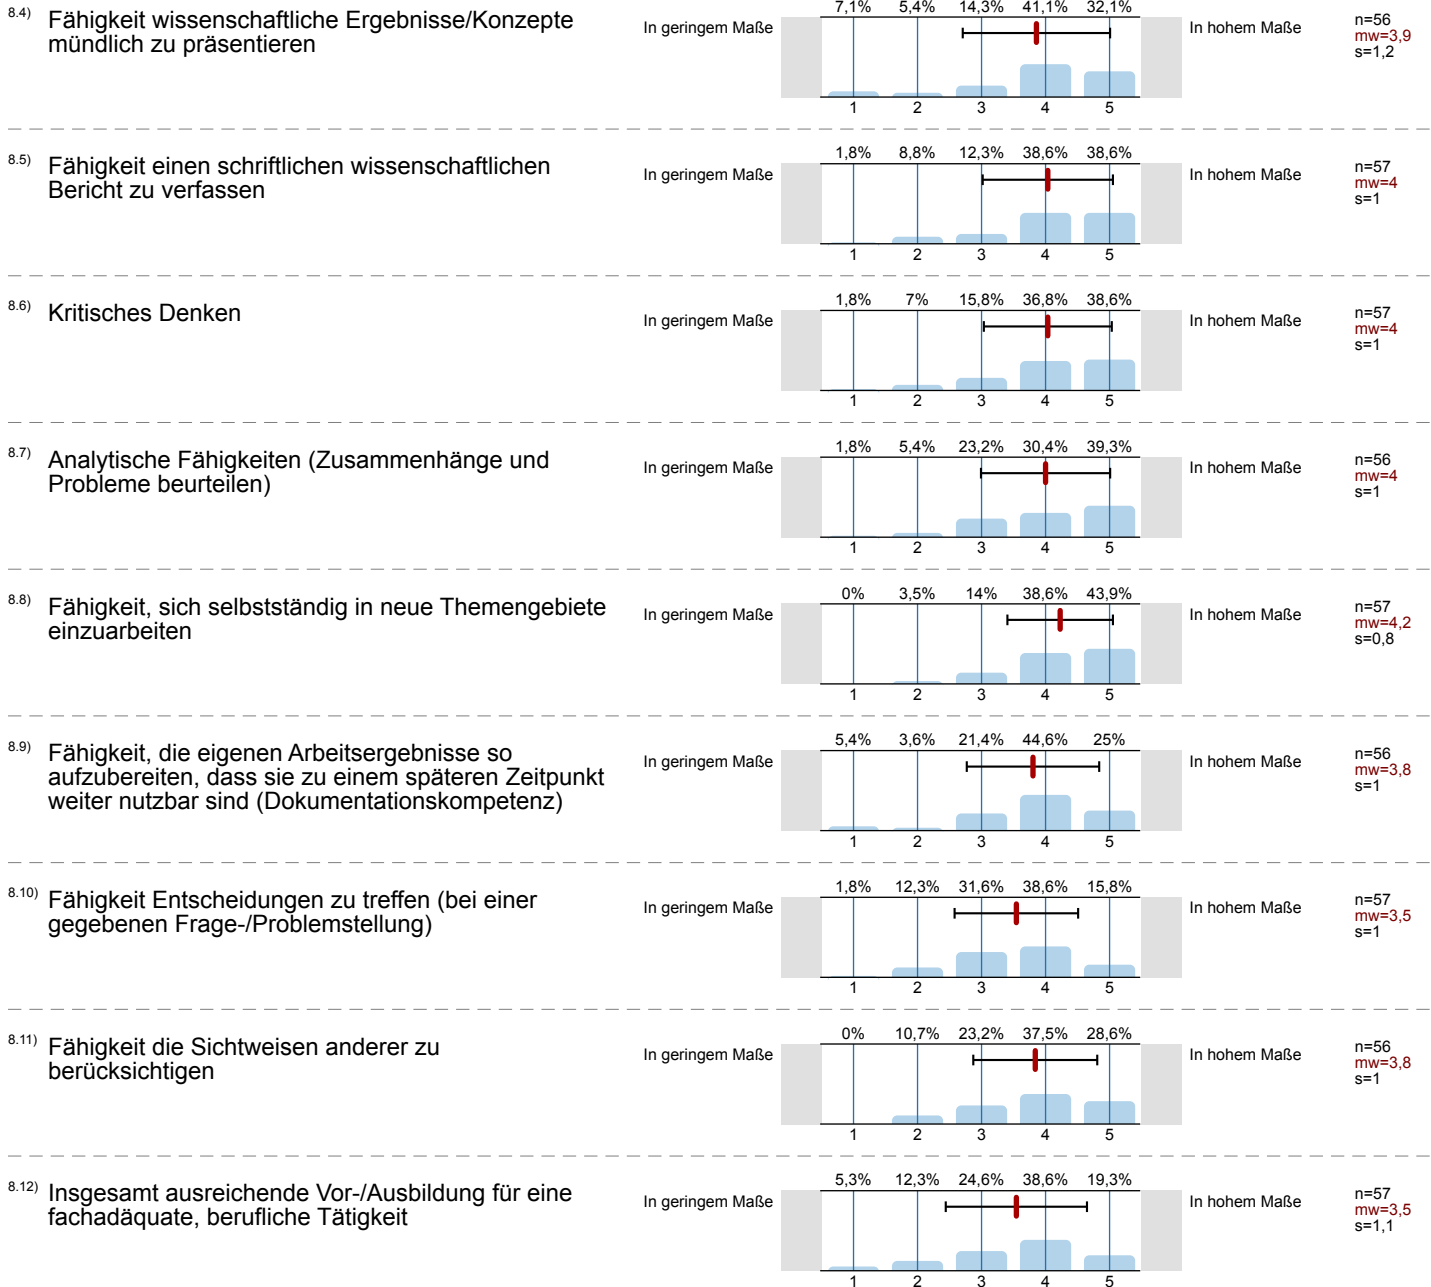 8.4) Fähigkeit wissenschaftliche Ergebnisse/Konzepte
mündlich zu präsentieren
In geringem Maße
7,1% 5,4% 14,3% 41,1% 32,1%
1 2 3 4 5
In hohem Maße
n=56
mw=3,9
s=1,2
8.5) Fähigkeit einen schriftlichen wissenschaftlichen
Bericht zu verfassen
In geringem Maße
1,8% 8,8% 12,3% 38,6% 38,6%
1 2 3 4 5
In hohem Maße
n=57
mw=4
s=1
8.6) Kritisches Denken
In geringem Maße
1,8% 7% 15,8% 36,8% 38,6%
1 2 3 4 5
In hohem Maße
n=57
mw=4
s=1
8.7) Analytische Fähigkeiten (Zusammenhänge und
Probleme beurteilen)
In geringem Maße
1,8% 5,4% 23,2% 30,4% 39,3%
1 2 3 4 5
In hohem Maße
n=56
mw=4
s=1
8.8) Fähigkeit, sich selbstständig in neue Themengebiete
einzuarbeiten
In geringem Maße
0% 3,5% 14% 38,6% 43,9%
1 2 3 4 5
In hohem Maße
n=57
mw=4,2
s=0,8
8.9) Fähigkeit, die eigenen Arbeitsergebnisse so
aufzubereiten, dass sie zu einem späteren Zeitpunkt
weiter nutzbar sind (Dokumentationskompetenz)
In geringem Maße
5,4% 3,6% 21,4% 44,6% 25%
1 2 3 4 5
In hohem Maße
n=56
mw=3,8
s=1
8.10) Fähigkeit Entscheidungen zu treffen (bei einer
gegebenen Frage-/Problemstellung)
In geringem Maße
1,8% 12,3% 31,6% 38,6% 15,8%
1 2 3 4 5
In hohem Maße
n=57
mw=3,5
s=1
8.11) Fähigkeit die Sichtweisen anderer zu
berücksichtigen
In geringem Maße
0% 10,7% 23,2% 37,5% 28,6%
1 2 3 4 5
In hohem Maße
n=56
mw=3,8
s=1
8.12) Insgesamt ausreichende Vor-/Ausbildung für eine
fachadäquate, berufliche Tätigkeit
In geringem Maße
5,3% 12,3% 24,6% 38,6% 19,3%
1 2 3 4 5
In hohem Maße
n=57
mw=3,5
s=1,1